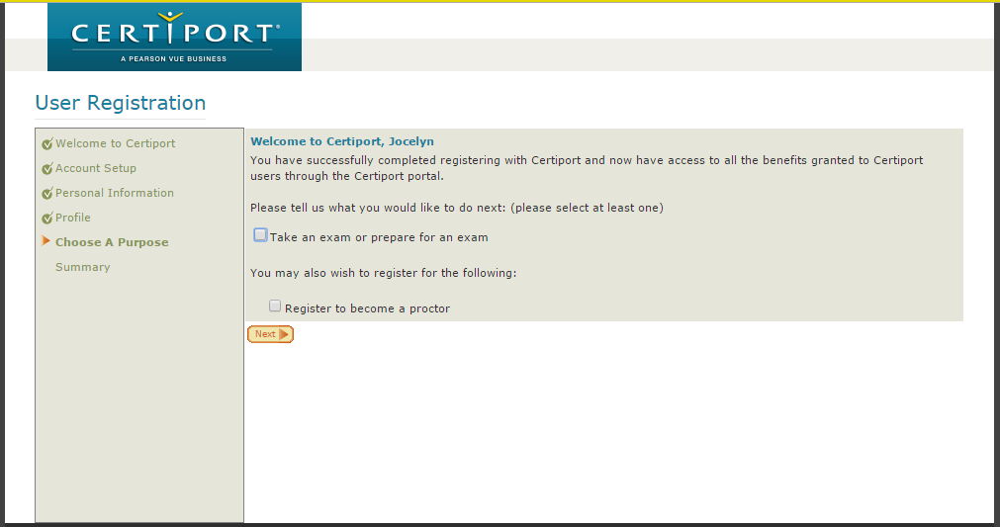 CERTIPORT®
A PEARSON VUE BUSINESS
User Registration
Welcome to Certiport
Account Setup
Personal Information
Profile
Choose A Purpose
Summary
Welcome to Certiport, Jocelyn
You have successfully completed registering with Certiport and now have access to all the benefits granted to Certiport
users through the Certiport portal.
Please tell us what you would like to do next: (please select at least one)
Take an exam or prepare for an exam
You may also wish to register for the following:
Register to become a proctor
Next